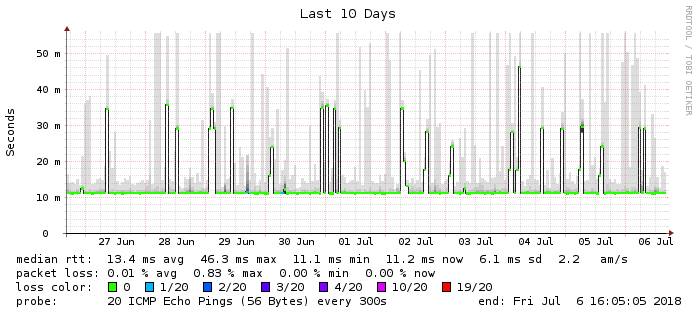 Last 10 Days
RRDTOOL / TOBI OETIKER
Seconds
50 m
40 m
30 m
20 m
10 m
0
27 Jun 28 Jun 29 Jun 30 Jun 01 Jul 02 Jul 03 Jul 04 Jul 05 Jul 06 Jul
median rtt: 13.4 ms avg 46.3 ms max 11.1 ms min 11.2 ms now 6.1 ms sd 2.2 am/s
packet loss: 0.01 % avg 0.83 % max 0.00 % min 0.00 % now
loss color: 0 1/20 2/20 3/20 4/20 10/20 19/20
probe: 20 ICMP Echo Pings (56 Bytes) every 300s end: Fri Jul 6 16:05:05 2018